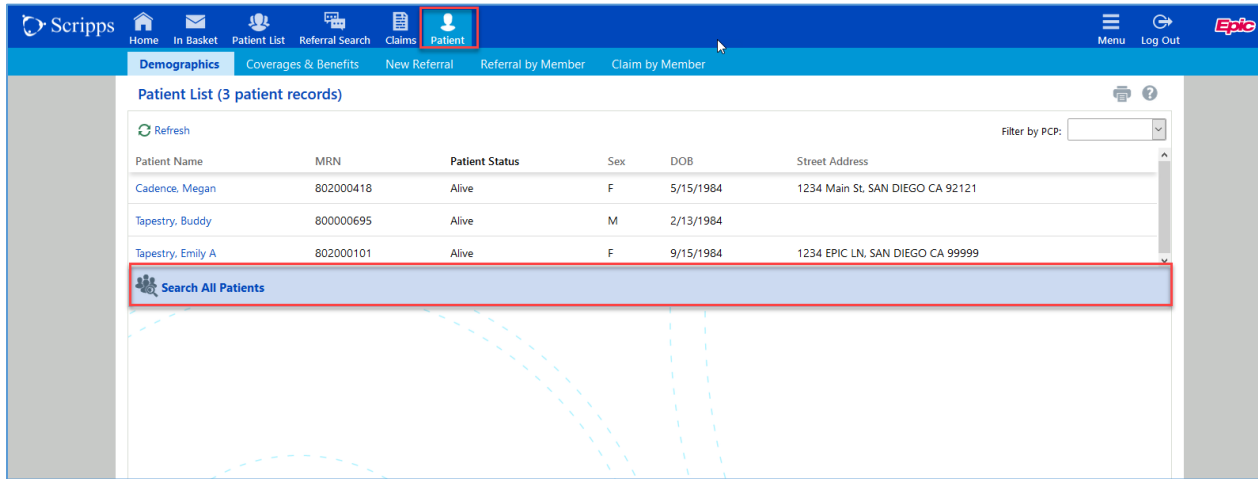 Scripps Home In Basket Patient List Referral Search Claims Patient Menu Log Out Epic
Demographics Coverages & Benefits New Referral Referral by Member Claim by Member
Patient List (3 patient records)
Refresh Filter by PCP:
Patient Name MRN Patient Status Sex DOB Street Address
Cadence, Megan 802000418 Alive F 5/15/1984 1234 Main St, SAN DIEGO CA 92121
Tapestry, Buddy 800000695 Alive M 2/13/1984
Tapestry, Emily A 802000101 Alive F 9/15/1984 1234 EPIC LN, SAN DIEGO CA 99999
Search All Patients